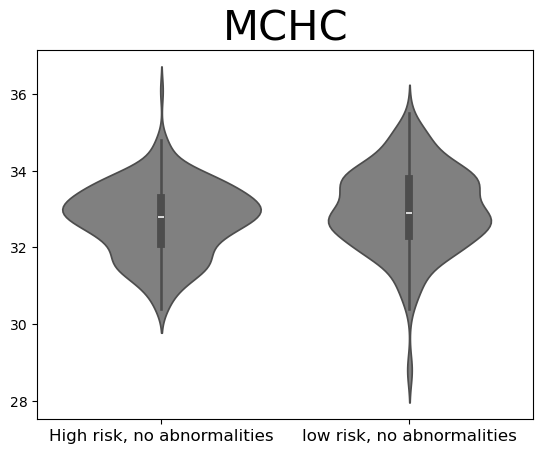 MCHC
36
34
32
30
28
High risk, no abnormalities
low risk, no abnormalities